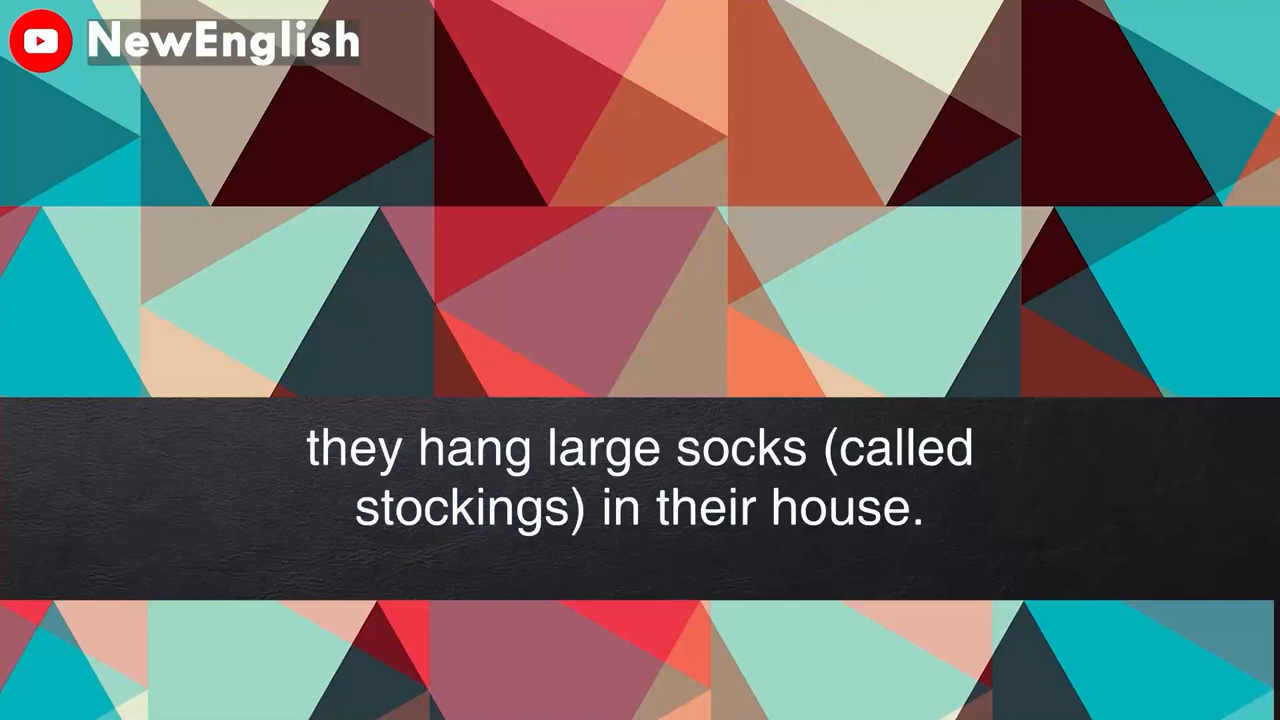 NewEnglish
they hang large socks (called
stockings) in their house.